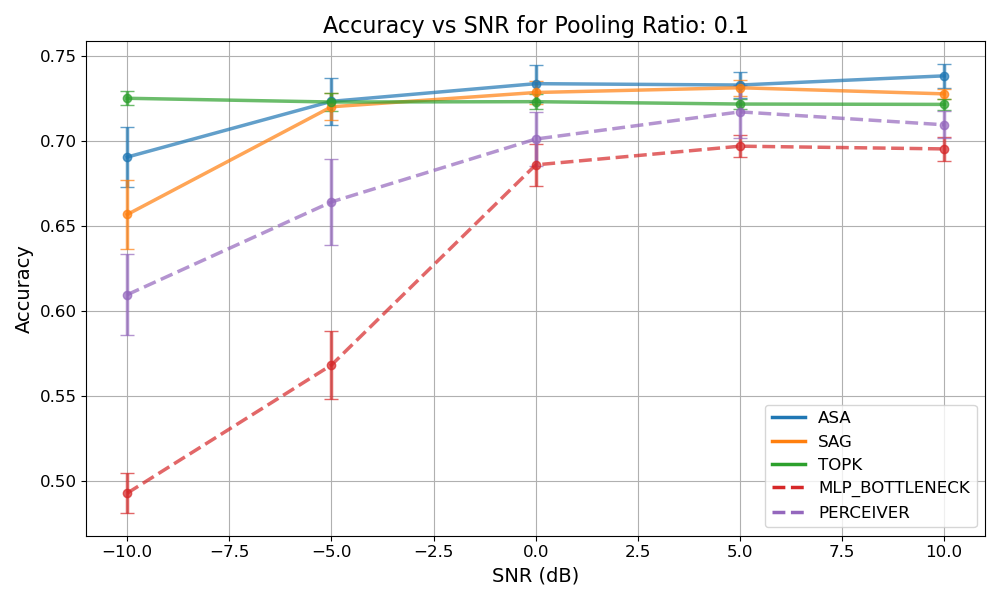 Accuracy vs SNR for Pooling Ratio: 0.1
Accuracy
0.75
0.70
0.65
0.60
0.55
0.50
−10.0 −7.5 −5.0 −2.5 0.0 2.5 5.0 7.5 10.0
SNR (dB)
ASA
SAG
TOPK
MLP_BOTTLENECK
PERCEIVER